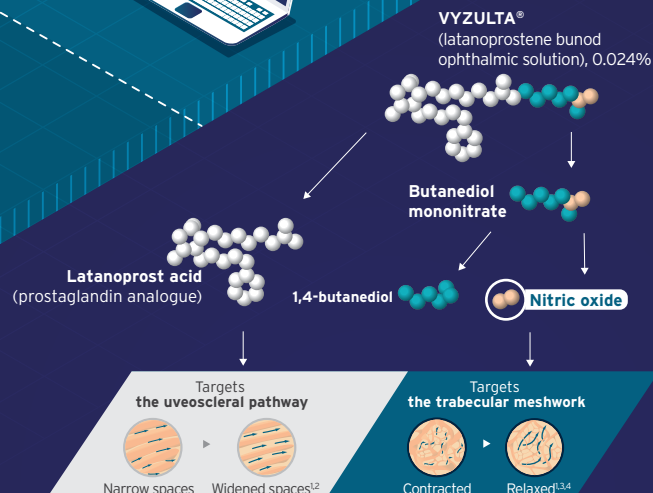 VYZULTA®
(latanoprostene bunod
ophthalmic solution), 0.024%
Butanediol
mononitrate
Latanoprost acid
(prostaglandin analogue)
1,4-butanediol
Nitric oxide
Targets
the uveoscleral pathway
Targets
the trabecular meshwork
Narrow spaces
Widened spaces1,2
Contracted
Relaxed1,3,4